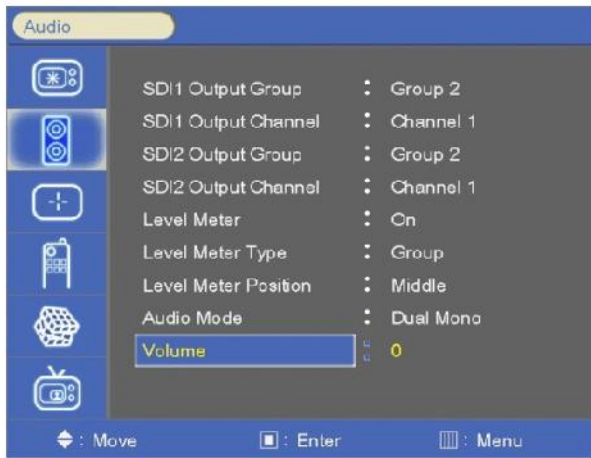 Audio
SDI1 Output Group : Group 2
SDI1 Output Channel : Channel 1
SDI2 Output Group : Group 2
SDI2 Output Channel : Channel 1
Level Meter : On
Level Meter Type : Group
Level Meter Position : Middle
Audio Mode : Dual Mono
Volume : 0
: Move : Enter : Menu